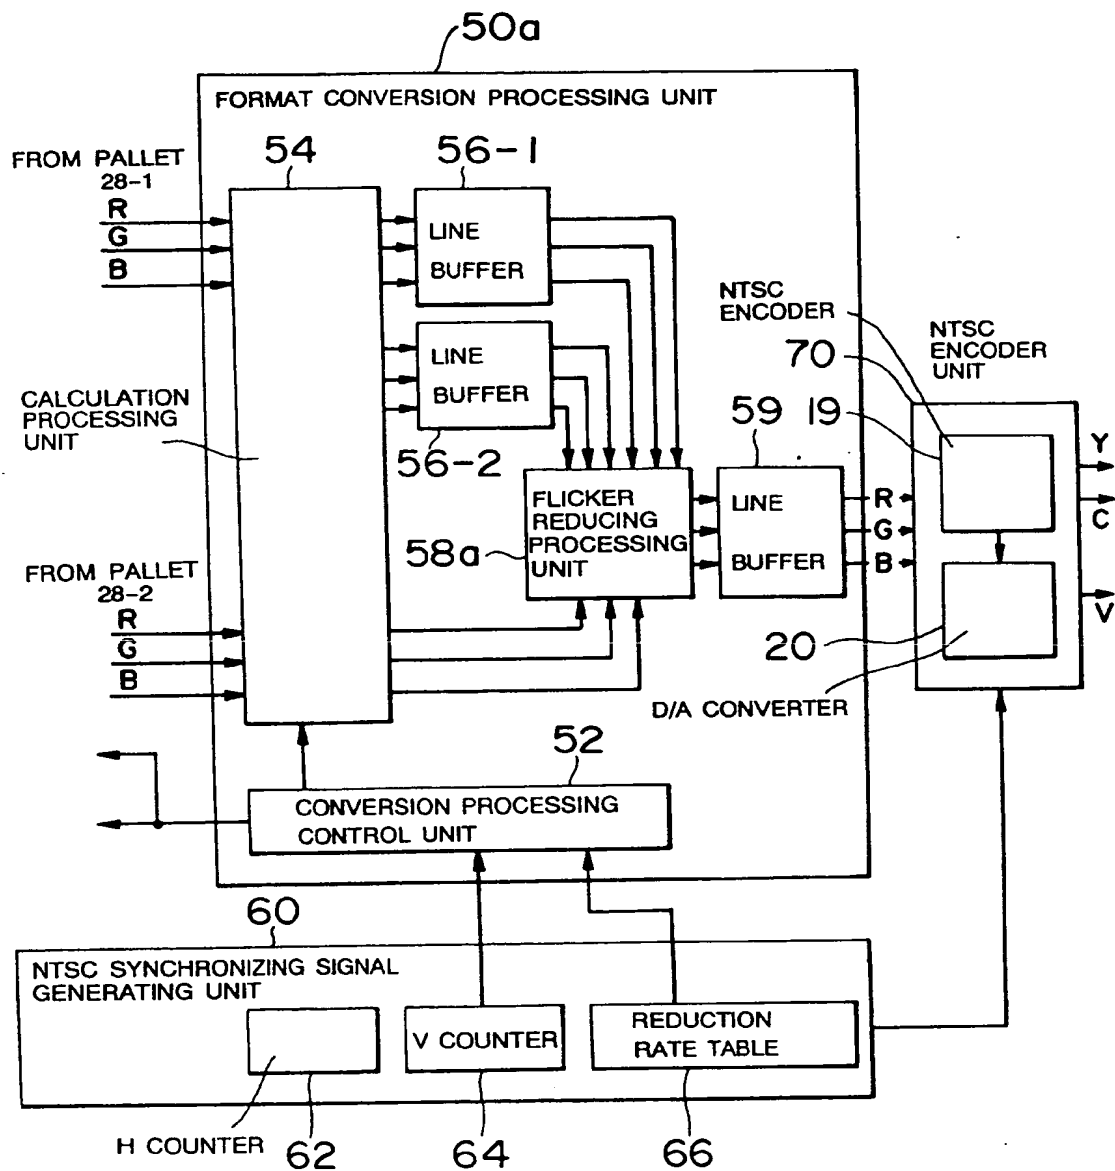 50a
FORMAT CONVERSION PROCESSING UNIT
FROM PALLET
28-1
54
56-1
R
G
B
LINE
BUFFER
NTSC
ENCODER
NTSC
ENCODER
UNIT
70
LINE
BUFFER
CALCULATION
PROCESSING
UNIT
56-2
59
19
Y
C
V
FLICKER
REDUCING
PROCESSING
UNIT
58a
LINE
BUFFER
R
G
B
FROM PALLET
28-2
R
G
B
20
D/A CONVERTER
52
CONVERSION PROCESSING
CONTROL UNIT
60
NTSC SYNCHRONIZING SIGNAL
GENERATING UNIT
V COUNTER
REDUCTION
RATE TABLE
H COUNTER
62
64
66